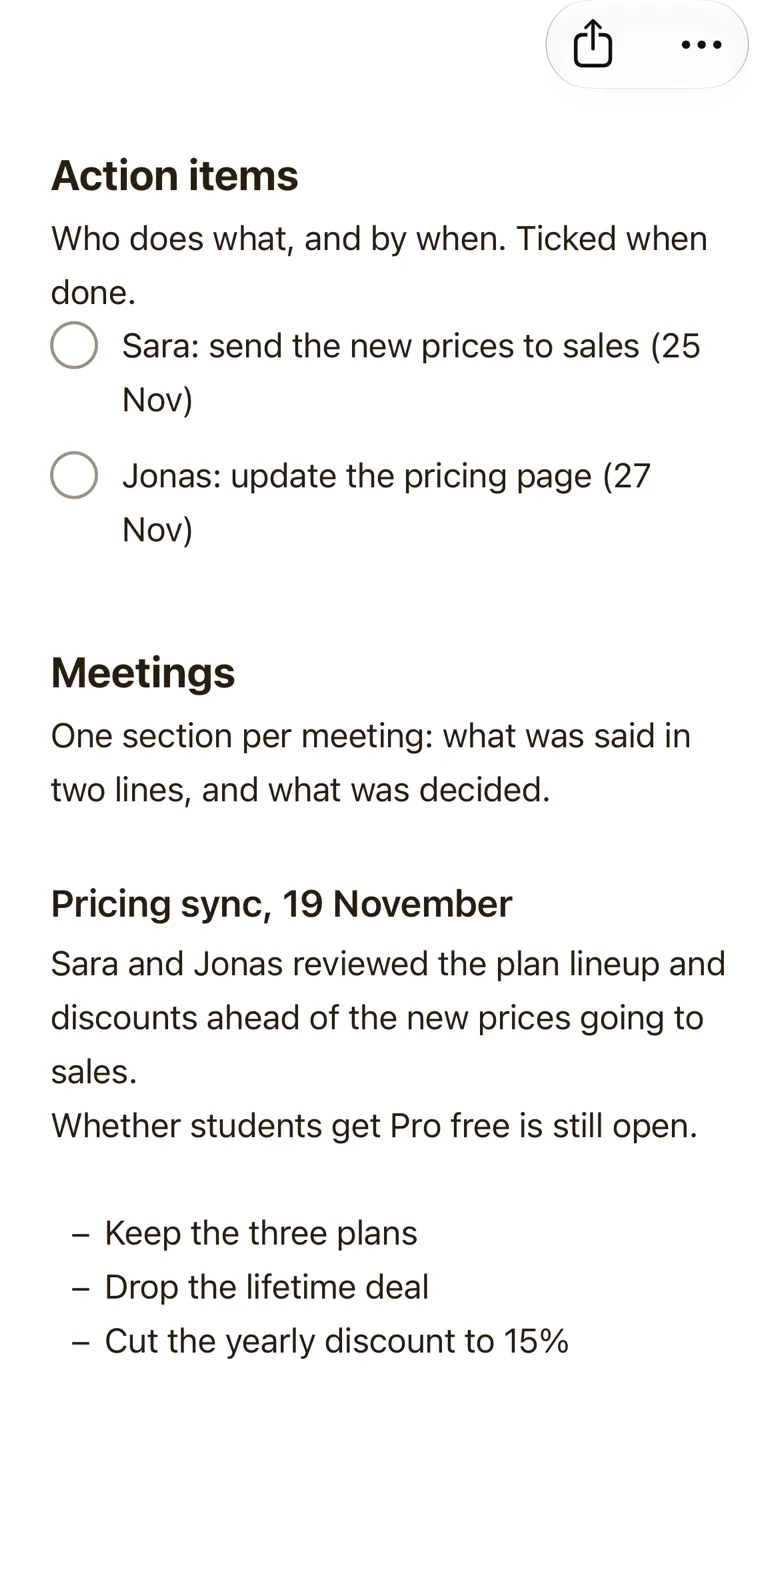 Action items
Who does what, and by when. Ticked when
done.
Sara: send the new prices to sales (25
Nov)
Jonas: update the pricing page (27
Nov)
Meetings
One section per meeting: what was said in
two lines, and what was decided.
Pricing sync, 19 November
Sara and Jonas reviewed the plan lineup and
discounts ahead of the new prices going to
sales.
Whether students get Pro free is still open.
– Keep the three plans
– Drop the lifetime deal
– Cut the yearly discount to 15%